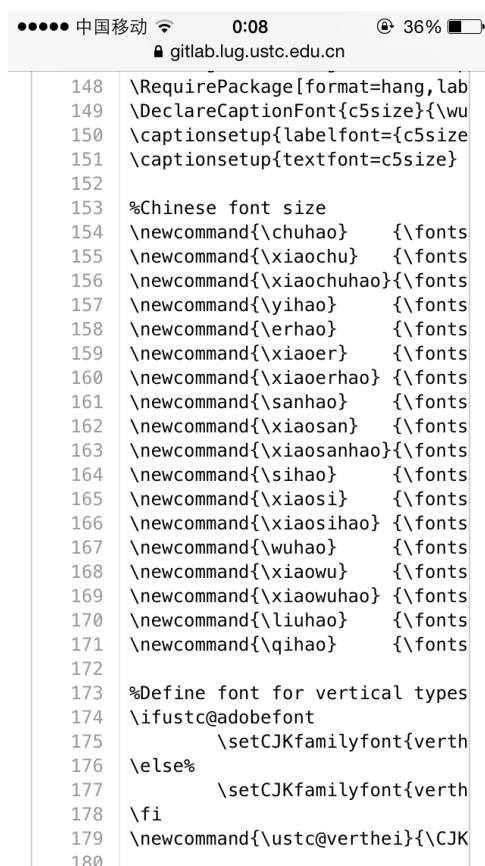 中国移动 0:08 36%
gitlab.lug.ustc.edu.cn
148 \RequirePackage[format=hang,lab
149 \DeclareCaptionFont{c5size}{\wu
150 \captionsetup{labelfont={c5size
151 \captionsetup{textfont=c5size}
152
153 %Chinese font size
154 \newcommand{\chuhao}    {\fonts
155 \newcommand{\xiaochu}   {\fonts
156 \newcommand{\xiaochuhao}{\fonts
157 \newcommand{\yihao}     {\fonts
158 \newcommand{\erhao}     {\fonts
159 \newcommand{\xiaoer}    {\fonts
160 \newcommand{\xiaoerhao} {\fonts
161 \newcommand{\sanhao}    {\fonts
162 \newcommand{\xiaosan}   {\fonts
163 \newcommand{\xiaosanhao}{\fonts
164 \newcommand{\sihao}     {\fonts
165 \newcommand{\xiaosi}    {\fonts
166 \newcommand{\xiaosihao} {\fonts
167 \newcommand{\wuhao}     {\fonts
168 \newcommand{\xiaowu}    {\fonts
169 \newcommand{\xiaowuhao} {\fonts
170 \newcommand{\liuhao}    {\fonts
171 \newcommand{\qihao}     {\fonts
172
173 %Define font for vertical types
174 \ifustc@adobefont
175         \setCJKfamilyfont{verth
176 \else%
177         \setCJKfamilyfont{verth
178 \fi
179 \newcommand{\ustc@verthei}{\CJK
180